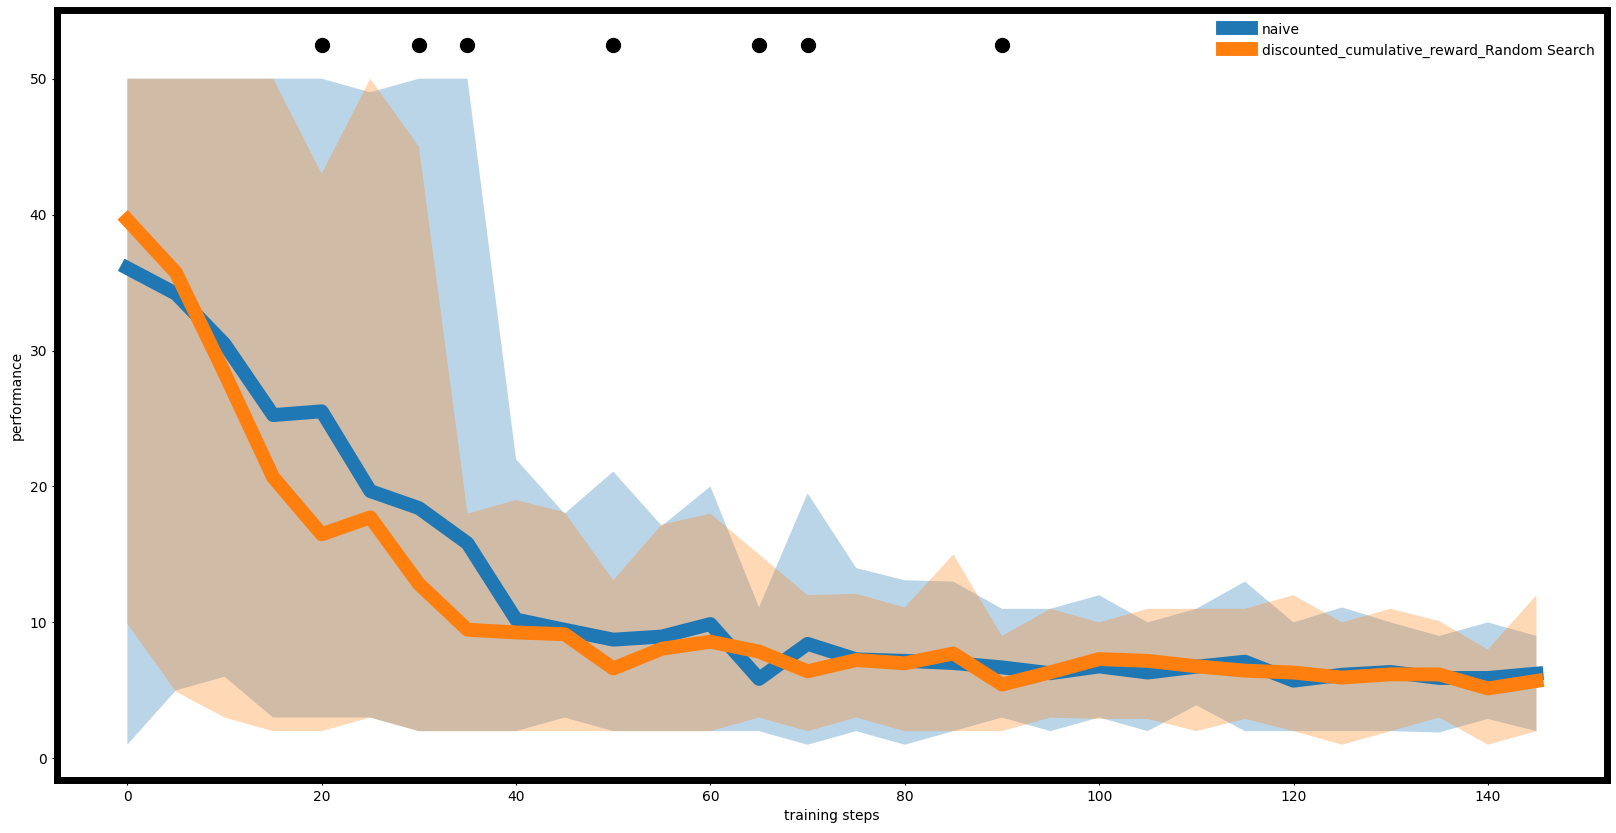 naive
discounted_cumulative_reward_Random Search
50
40
30
20
10
0
performance
0 20 40 60 80 100 120 140
training steps